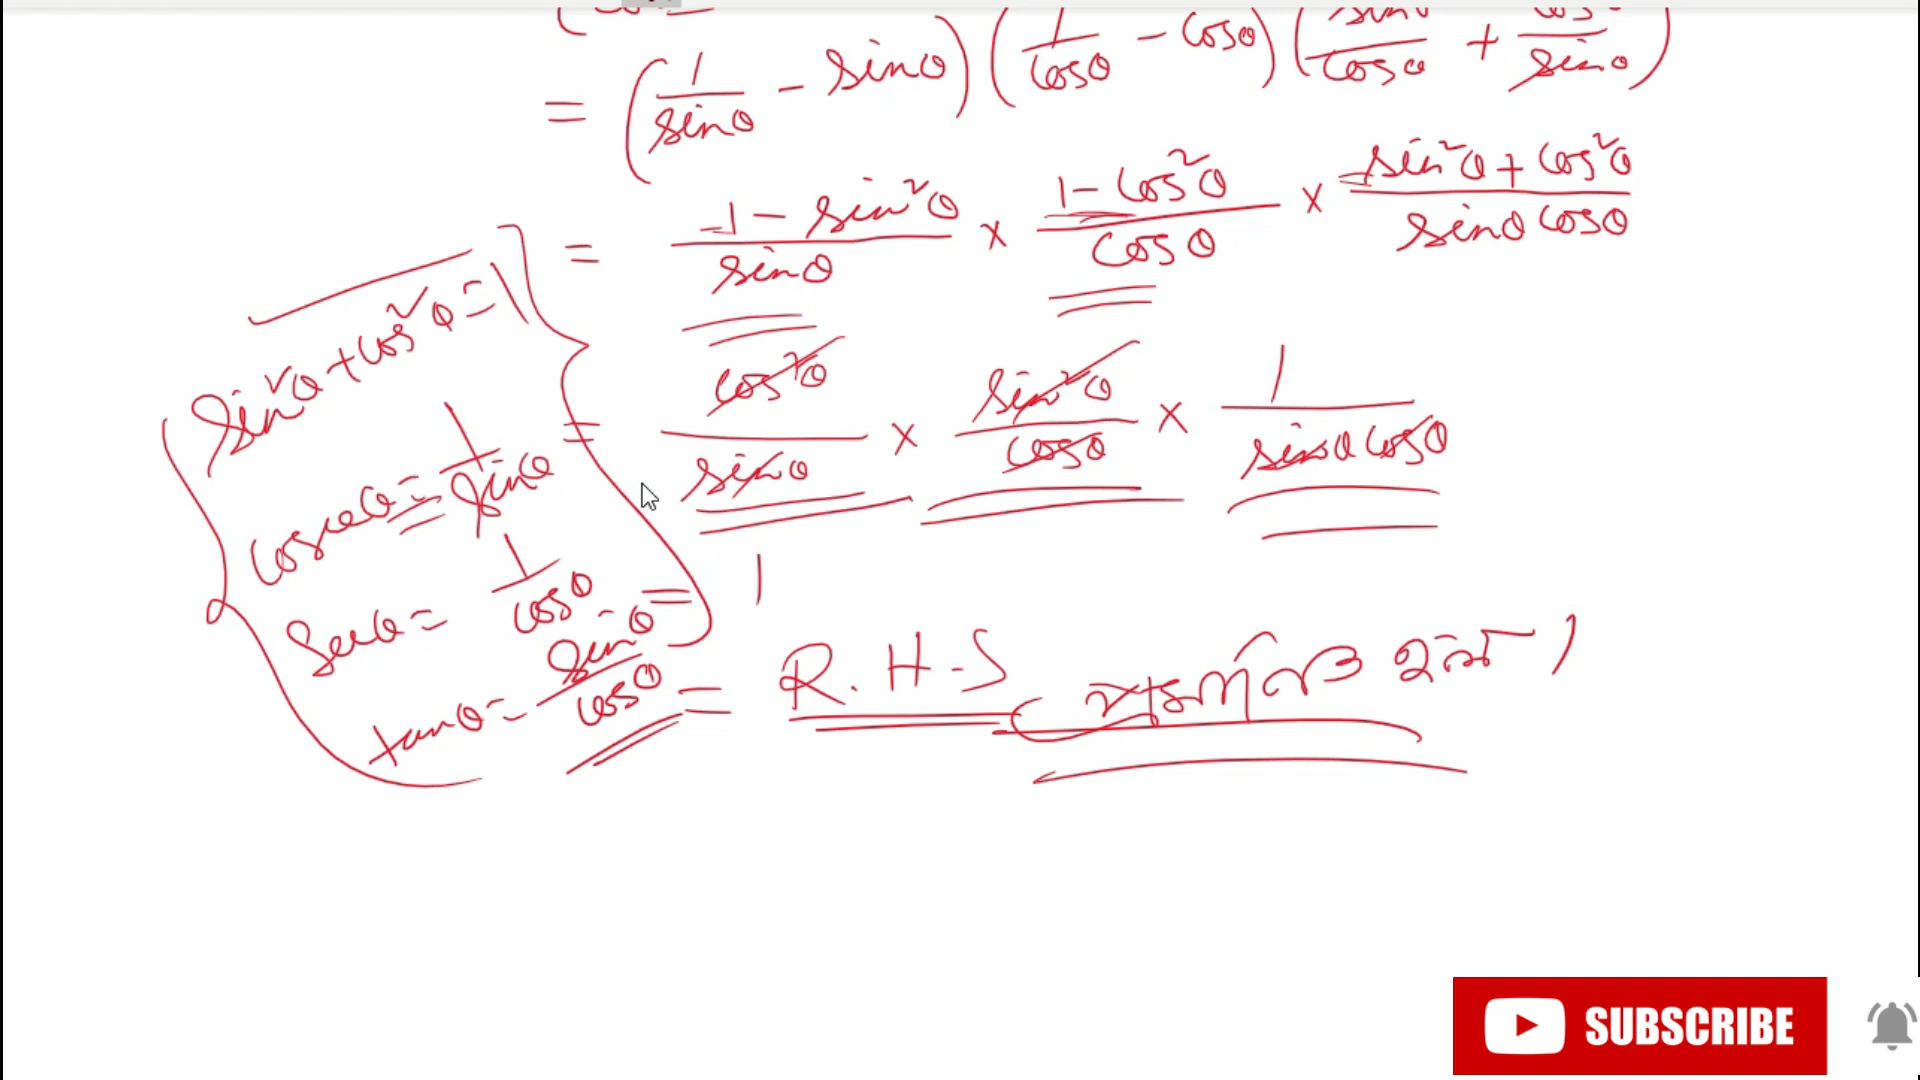 = (1/sinθ - sinθ)(1/cosθ - cosθ)(sinθ/cosθ + cosθ/sinθ)
= 1 - sin²θ/sinθ × 1 - cos²θ/cosθ × sin²θ + cos²θ/sinθ cosθ
= cos²θ/sinθ × sin²θ/cosθ × 1/sinθ cosθ
= 1
= R.H.S
sin²θ + cos²θ = 1
cosecθ = 1/sinθ
secθ = 1/cosθ
tanθ = sinθ/cosθ
SUBSCRIBE